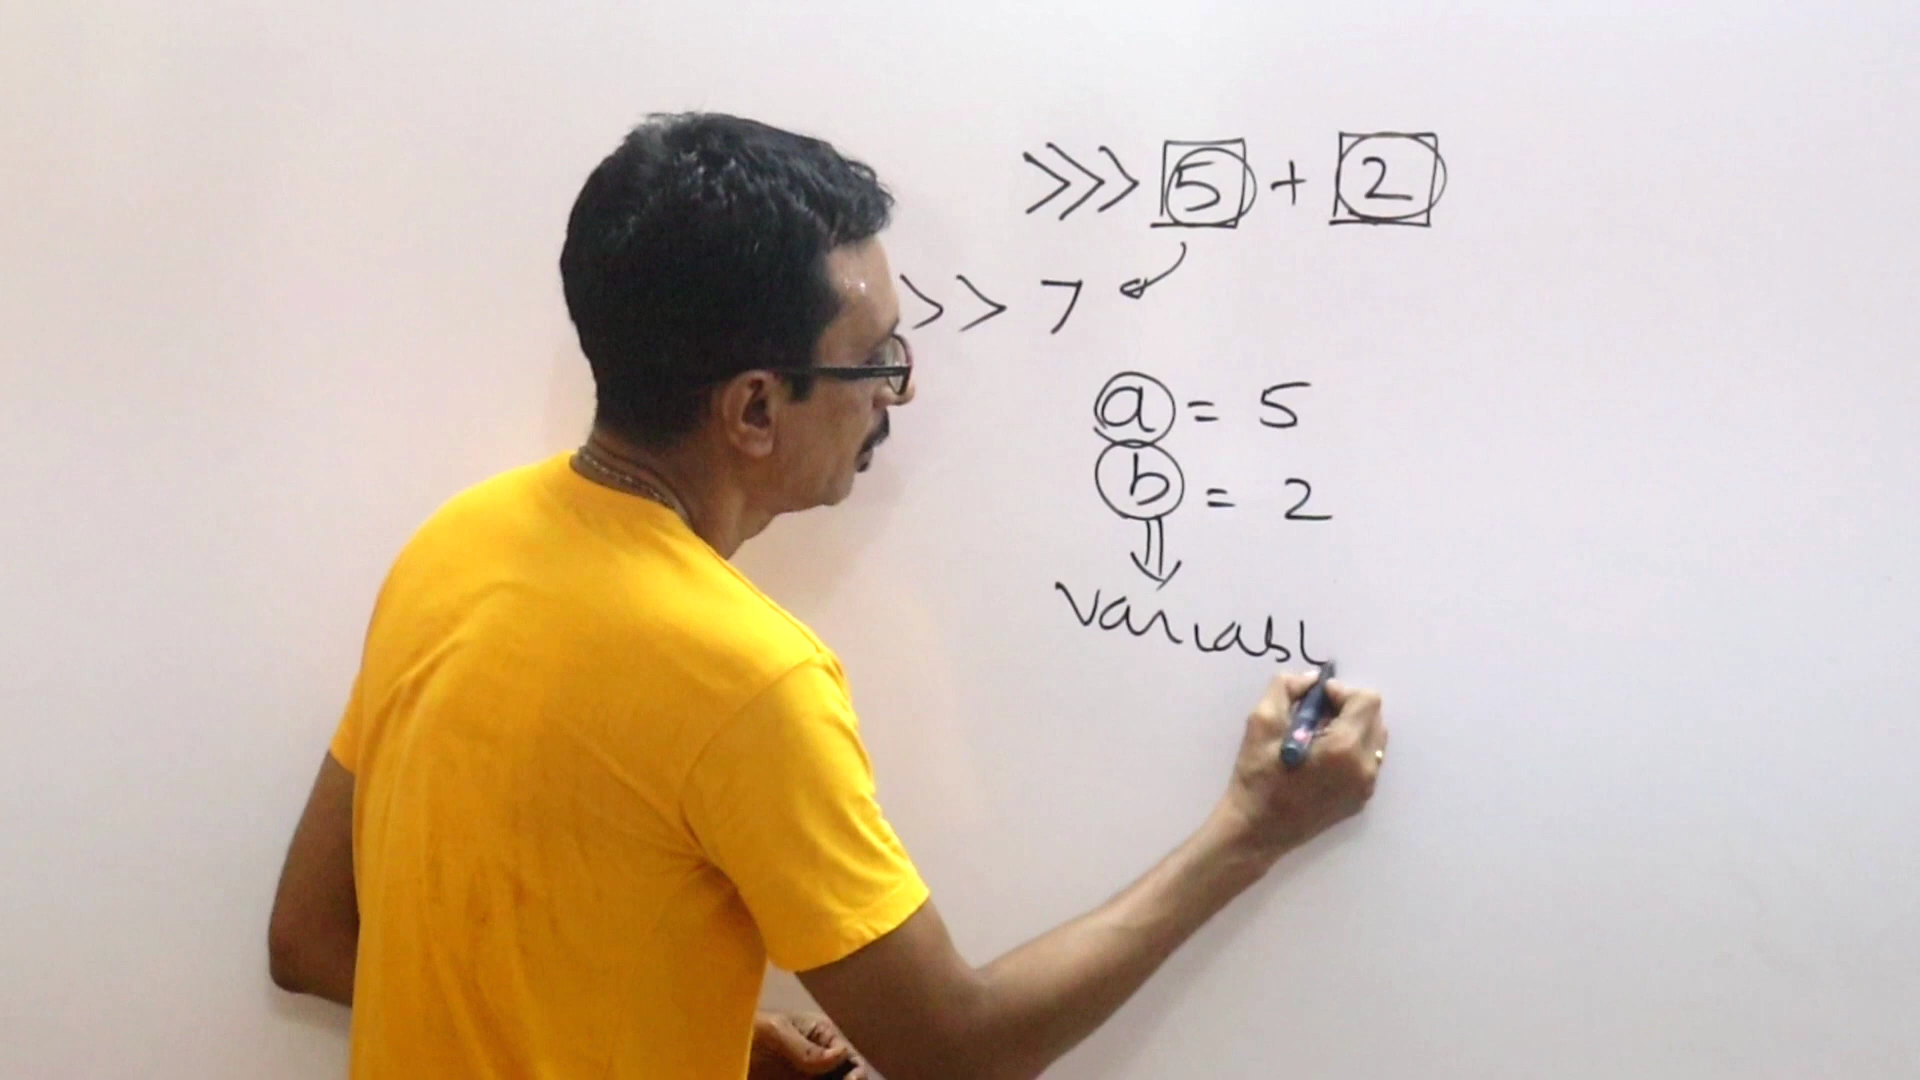 >>> 5 + 2
>> 7
a = 5
b = 2
variabl